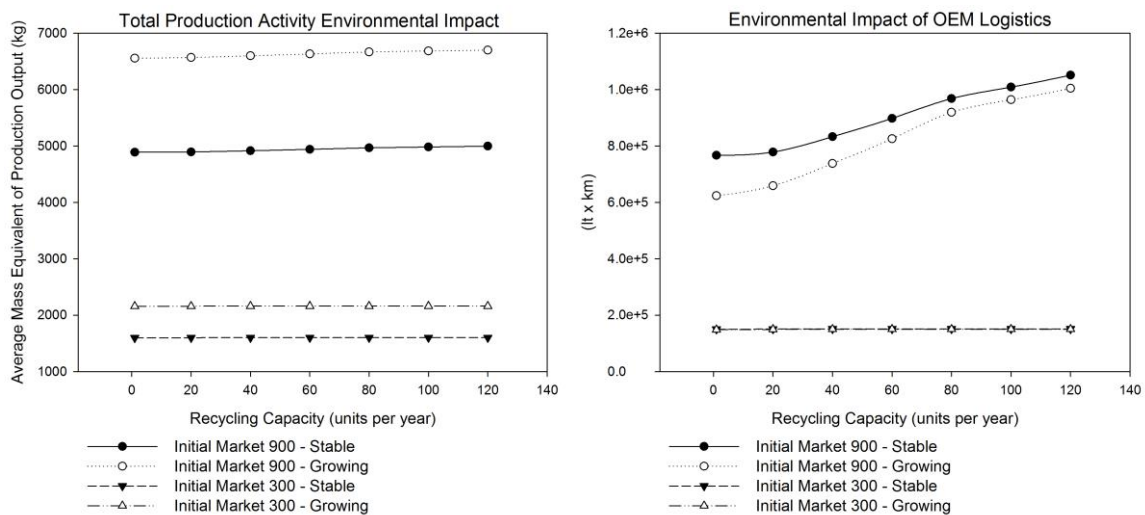 Total Production Activity Environmental Impact
Average Mass Equivalent of Production Output (kg)
7000
6000
5000
4000
3000
2000
1000
0 20 40 60 80 100 120 140
Recycling Capacity (units per year)
Initial Market 900 - Stable
Initial Market 900 - Growing
Initial Market 300 - Stable
Initial Market 300 - Growing
Environmental Impact of OEM Logistics
(lt x km)
1.2e+6
1.0e+6
8.0e+5
6.0e+5
4.0e+5
2.0e+5
0.0
0 20 40 60 80 100 120 140
Recycling Capacity (units per year)
Initial Market 900 - Stable
Initial Market 900 - Growing
Initial Market 300 - Stable
Initial Market 300 - Growing